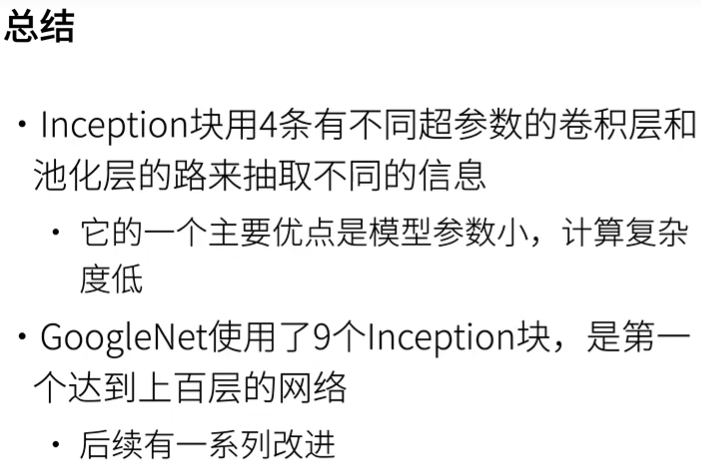 总结
• Inception块用4条有不同超参数的卷积层和
池化层的路来抽取不同的信息
• 它的一个主要优点是模型参数小，计算复杂
度低
• GoogleNet使用了9个Inception块，是第一
个达到上百层的网络
• 后续有一系列改进